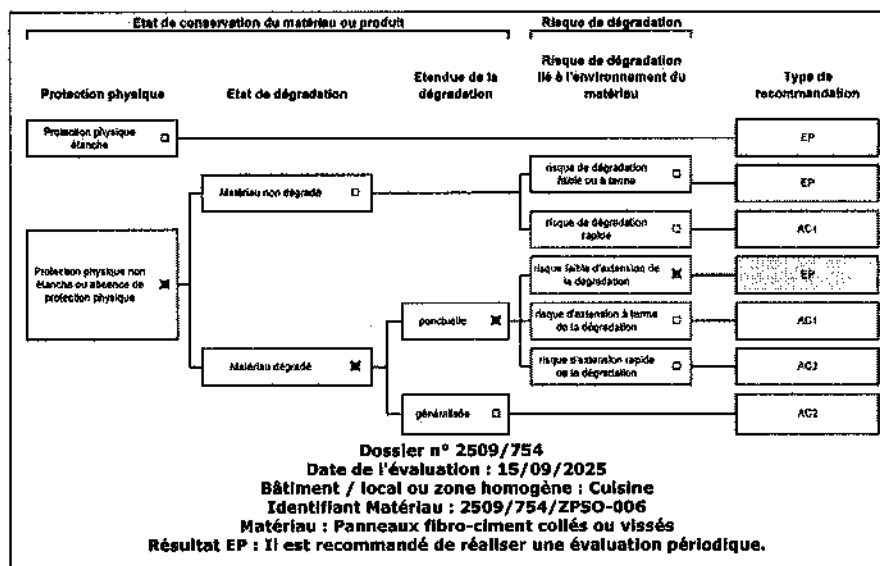 Etat de conservation du matériau ou produit
Risque de dégradation
Protection physique
Etat de dégradation
Etendue de la
dégradation
Risque de dégradation
lié à l'environnement du
matériau
Type de
recommandation
Protection physique
étanche
EP
Matériau non dégradé
risque de dégradation
faible ou à terme
EP
risque de dégradation
rapide
AC1
Protection physique non
étanche ou absence de
protection physique
risque faible d'extension de
la dégradation
EP
ponctuelle
risque d'extension à terme
de la dégradation
AC1
Matériau dégradé
risque d'extension rapide
de la dégradation
AC2
généralisée
AC2
Dossier n° 2509/754
Date de l'évaluation : 15/09/2025
Bâtiment / local ou zone homogène : Cuisine
Identifiant Matériau : 2509/754/ZPSO-006
Matériau : Panneaux fibro-ciment collés ou vissés
Résultat EP : Il est recommandé de réaliser une évaluation périodique.